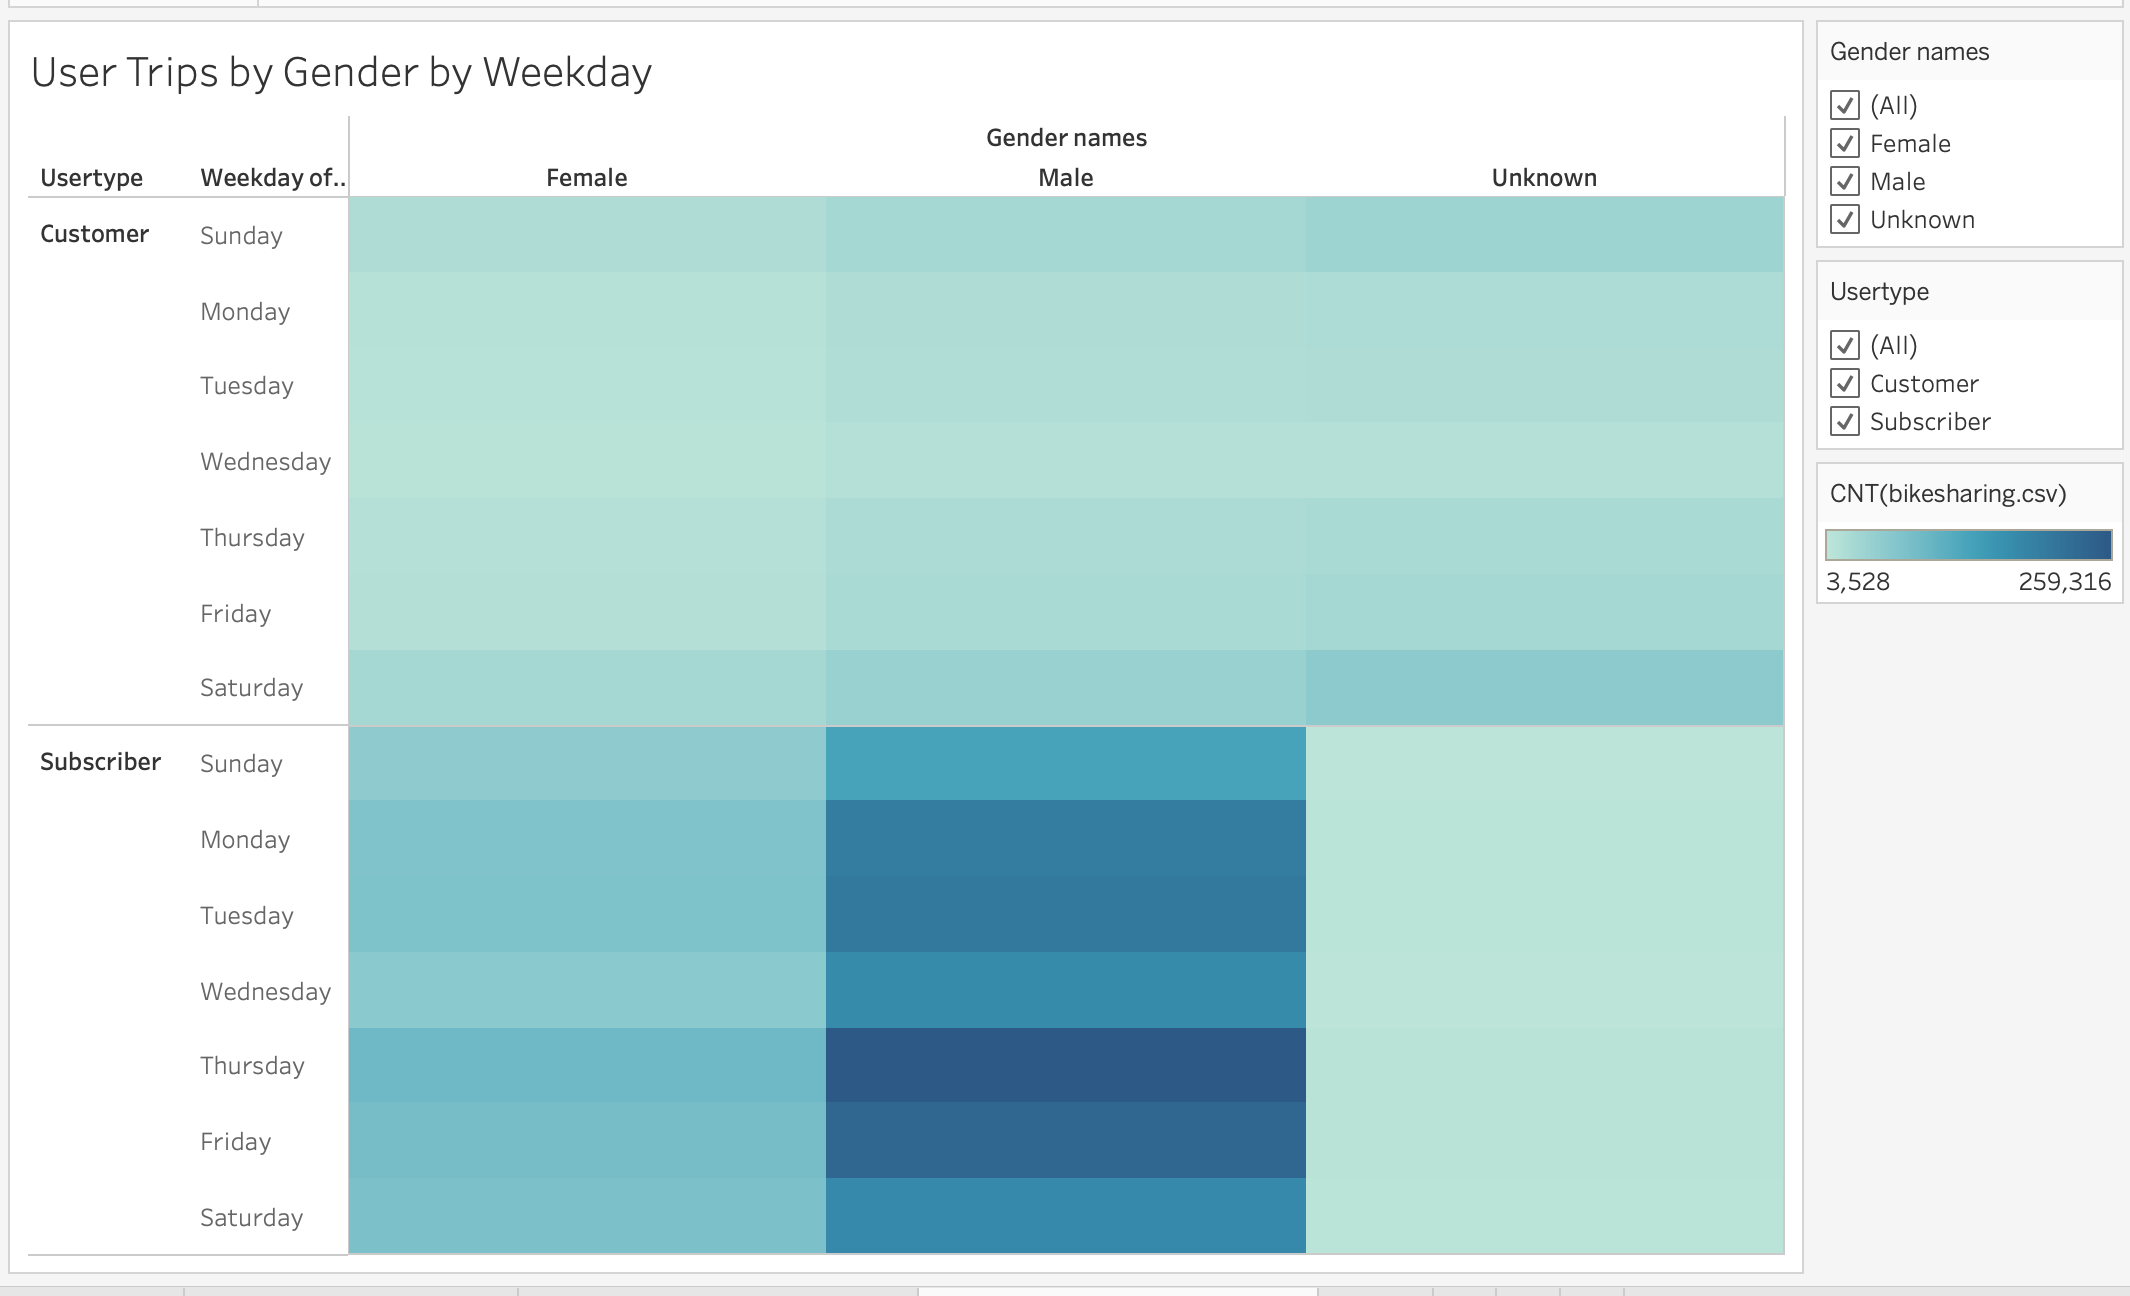 User Trips by Gender by Weekday
Gender names
Usertype Weekday of.. Female Male Unknown
Customer Sunday
Monday
Tuesday
Wednesday
Thursday
Friday
Saturday
Subscriber Sunday
Monday
Tuesday
Wednesday
Thursday
Friday
Saturday
Gender names
(All)
Female
Male
Unknown
Usertype
(All)
Customer
Subscriber
CNT(bikesharing.csv)
3,528 259,316